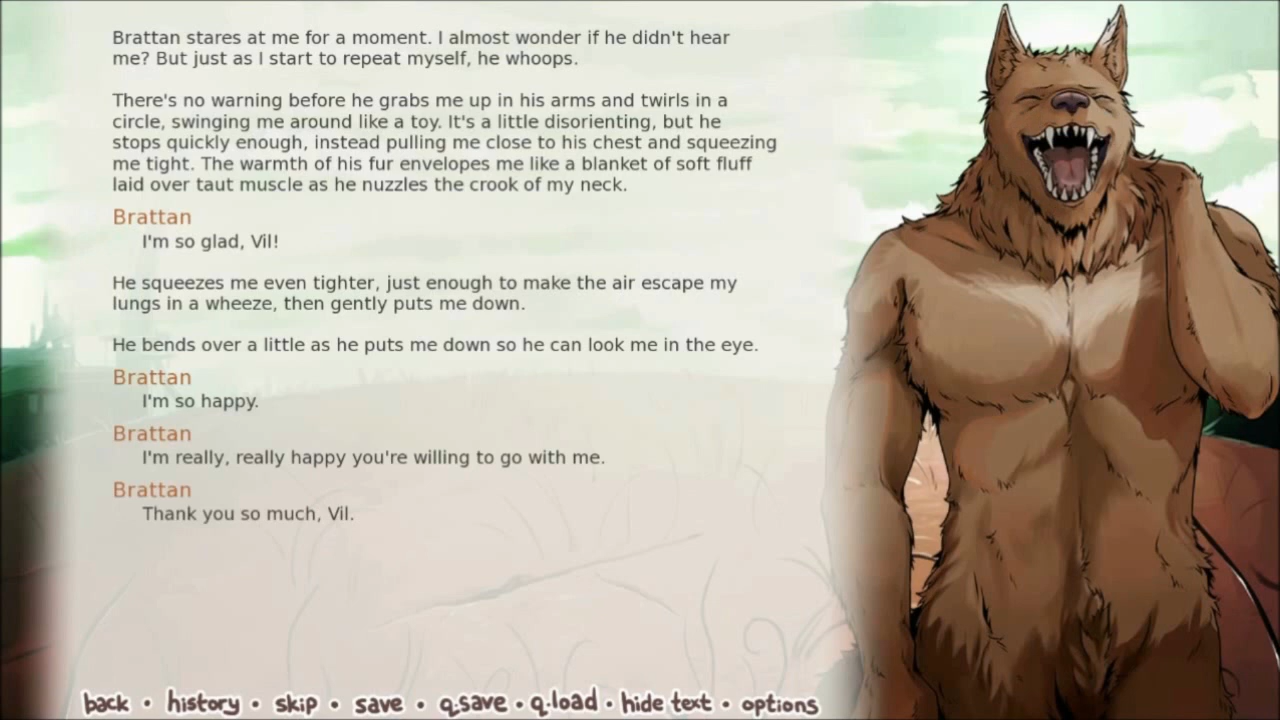 Brattan stares at me for a moment. I almost wonder if he didn't hear
me? But just as I start to repeat myself, he whoops.
There's no warning before he grabs me up in his arms and twirls in a
circle, swinging me around like a toy. It's a little disorienting, but he
stops quickly enough, instead pulling me close to his chest and squeezing
me tight. The warmth of his fur envelopes me like a blanket of soft fluff
laid over taut muscle as he nuzzles the crook of my neck.
Brattan
I'm so glad, Vil!
He squeezes me even tighter, just enough to make the air escape my
lungs in a wheeze, then gently puts me down.
He bends over a little as he puts me down so he can look me in the eye.
Brattan
I'm so happy.
Brattan
I'm really, really happy you're willing to go with me.
Brattan
Thank you so much, Vil.
back • history • skip • save • q.save • q.load • hide text • options